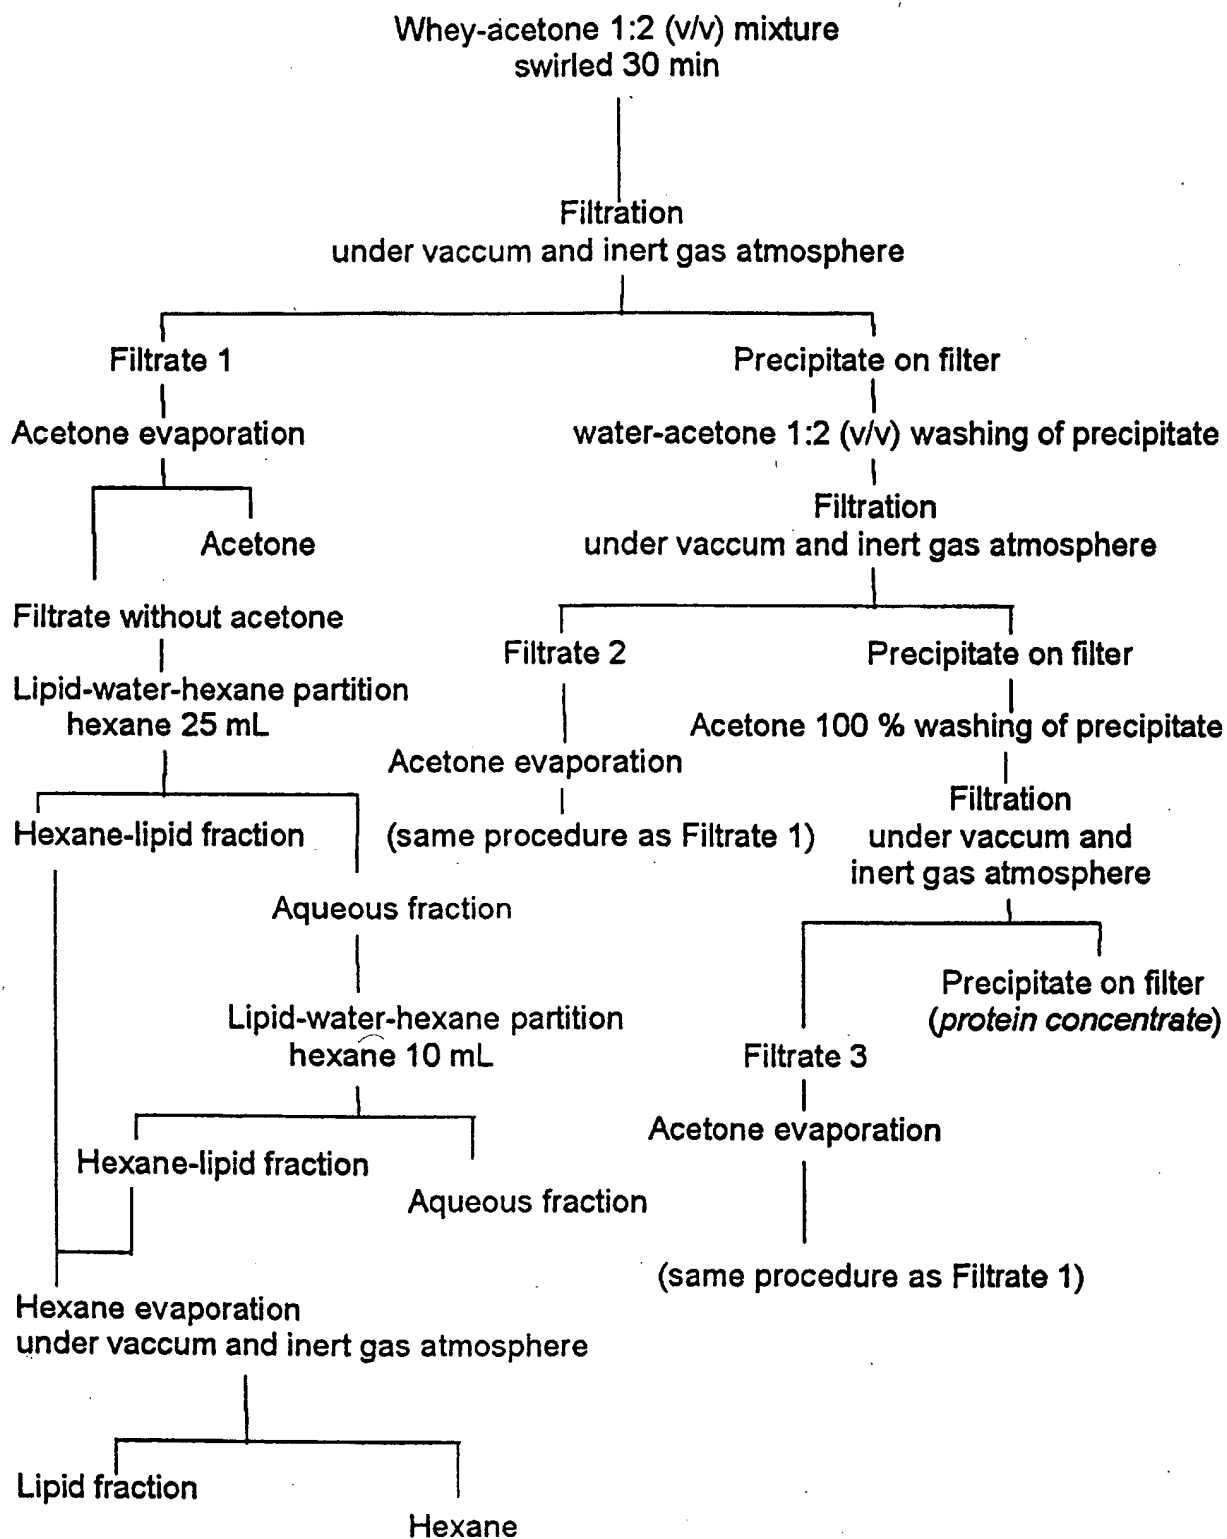 Whey-acetone 1:2 (v/v) mixture
swirled 30 min
Filtration
under vaccum and inert gas atmosphere
Filtrate 1
Precipitate on filter
Acetone evaporation
water-acetone 1:2 (v/v) washing of precipitate
Acetone
Filtration
under vaccum and inert gas atmosphere
Filtrate without acetone
Filtrate 2
Precipitate on filter
Lipid-water-hexane partition
hexane 25 mL
Acetone 100 % washing of precipitate
Acetone evaporation
Filtration
under vaccum and
inert gas atmosphere
Hexane-lipid fraction
(same procedure as Filtrate 1)
Aqueous fraction
Precipitate on filter
(protein concentrate)
Lipid-water-hexane partition
hexane 10 mL
Filtrate 3
Acetone evaporation
Hexane-lipid fraction
Aqueous fraction
(same procedure as Filtrate 1)
Hexane evaporation
under vaccum and inert gas atmosphere
Lipid fraction
Hexane